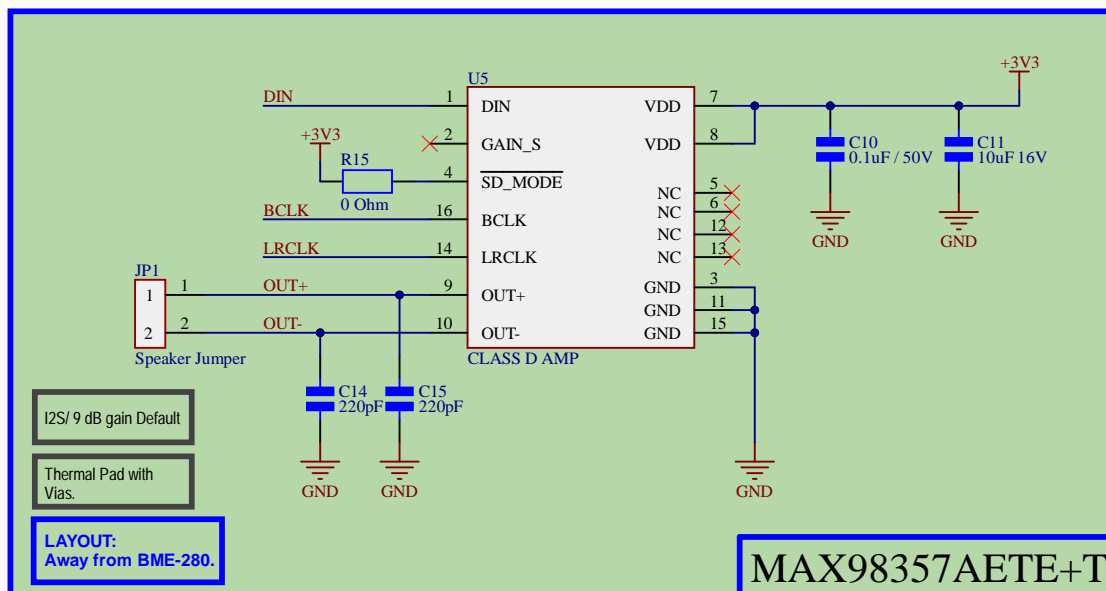 U5
+3V3
DIN
1
DIN
VDD
7
2
GAIN_S
VDD
8
C10
0.1uF / 50V
C11
10uF 16V
+3V3
R15
0 Ohm
4
SD_MODE
NC
5
BCLK
16
BCLK
NC
6
NC
12
LRCLK
14
LRCLK
NC
13
GND
GND
JP1
1
1
OUT+
9
OUT+
GND
3
GND
11
2
2
OUT-
10
OUT-
GND
15
Speaker Jumper
CLASS D AMP
C14
220pF
C15
220pF
I2S/ 9 dB gain Default
Thermal Pad with
Vias.
GND
GND
GND
LAYOUT:
Away from BME-280.
MAX98357AETE+T